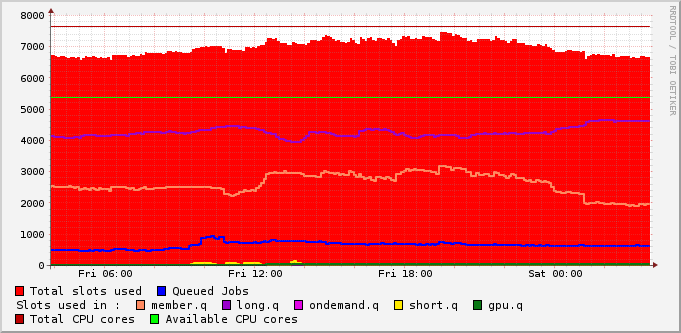 8000
7000
6000
5000
4000
3000
2000
1000
0
Fri 06:00 Fri 12:00 Fri 18:00 Sat 00:00
RRDTOOL / TOBI OETIKER
Total slots used Queued Jobs
Slots used in : member.q long.q ondemand.q short.q gpu.q
Total CPU cores Available CPU cores